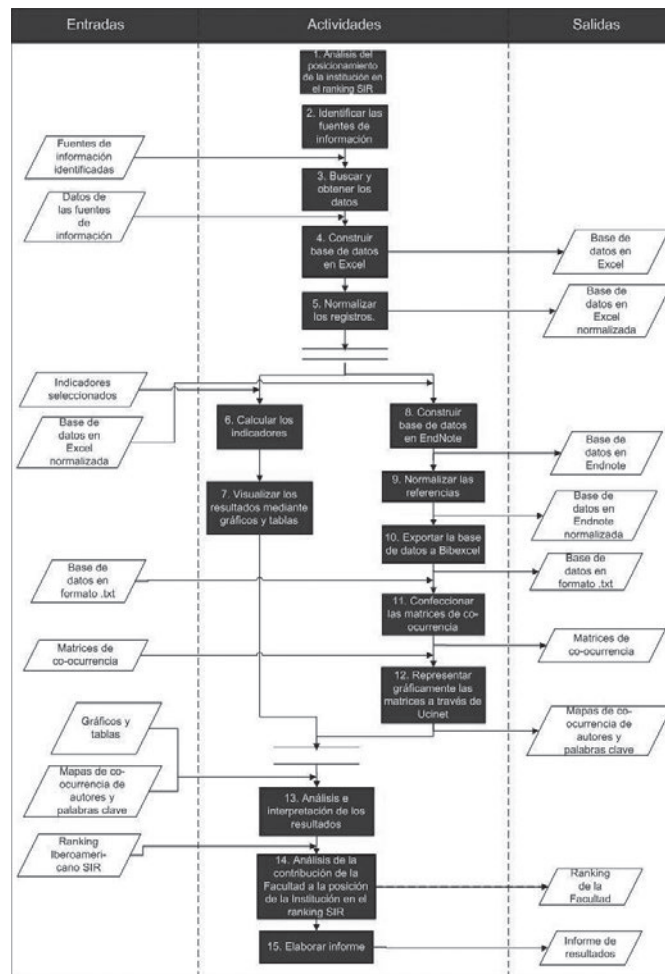 Entradas
Actividades
Salidas
1. Análisis del
posicionamiento
de la institución en
el ranking SIR
2. Identificar las
fuentes de
información
Fuentes de
información
identificadas
3. Buscar y
obtener los
datos
Datos de
las fuentes
de
información
4. Construir
base de datos
en Excel
Base de
datos en
Excel
5. Normalizar
los registros.
Base de
datos en
Excel
normalizada
Indicadores
seleccionados
Base de
datos en
Excel
normalizada
6. Calcular los
indicadores
8. Construir
base de datos
en EndNote
Base de
datos en
Endnote
7. Visualizar los
resultados mediante
gráficos y tablas
9. Normalizar las
referencias
Base de
datos en
Endnote
normalizada
10. Exportar la base
de datos a Bibexcel
Base de
datos en
formato .txt
Base de
datos en
formato .txt
11. Confeccionar
las matrices de co-
ocurrencia
Matrices
de co-ocurrencia
Matrices de
co-ocurrencia
12. Representar
gráficamente las
matrices a través de
Ucinet
Mapas de co-
ocurrencia de
autores y
palabras clave
Gráficos y
tablas
Mapas de co-
ocurrencia de
autores y
palabras clave
13. Análisis e
interpretación de los
resultados
Ranking
Iberoameri-
cano SIR
14. Análisis de la
contribución de la
Facultad a la posición
de la Institución en el
ranking SIR
Ranking
de la
Facultad
15. Elaborar informe
Informe de
resultados